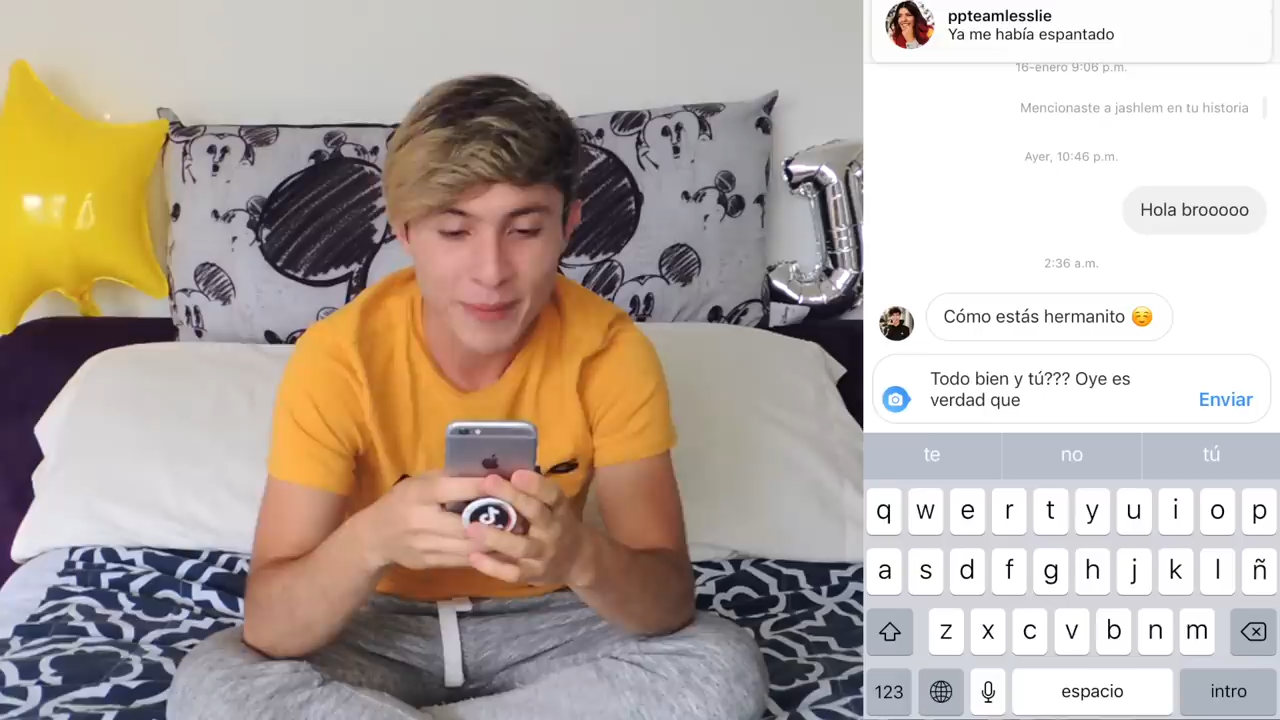 ppteamlesslie
Ya me había espantado
16-enero 9:06 p.m.
Mencionaste a jashlem en tu historia
Ayer, 10:46 p.m.
Hola brooooo
2:36 a.m.
Cómo estás hermanito ☺️
Todo bien y tú??? Oye es
verdad que
Enviar
te no tú
q w e r t y u i o p
a s d f g h j k l ñ
z x c v b n m
123 espacio intro